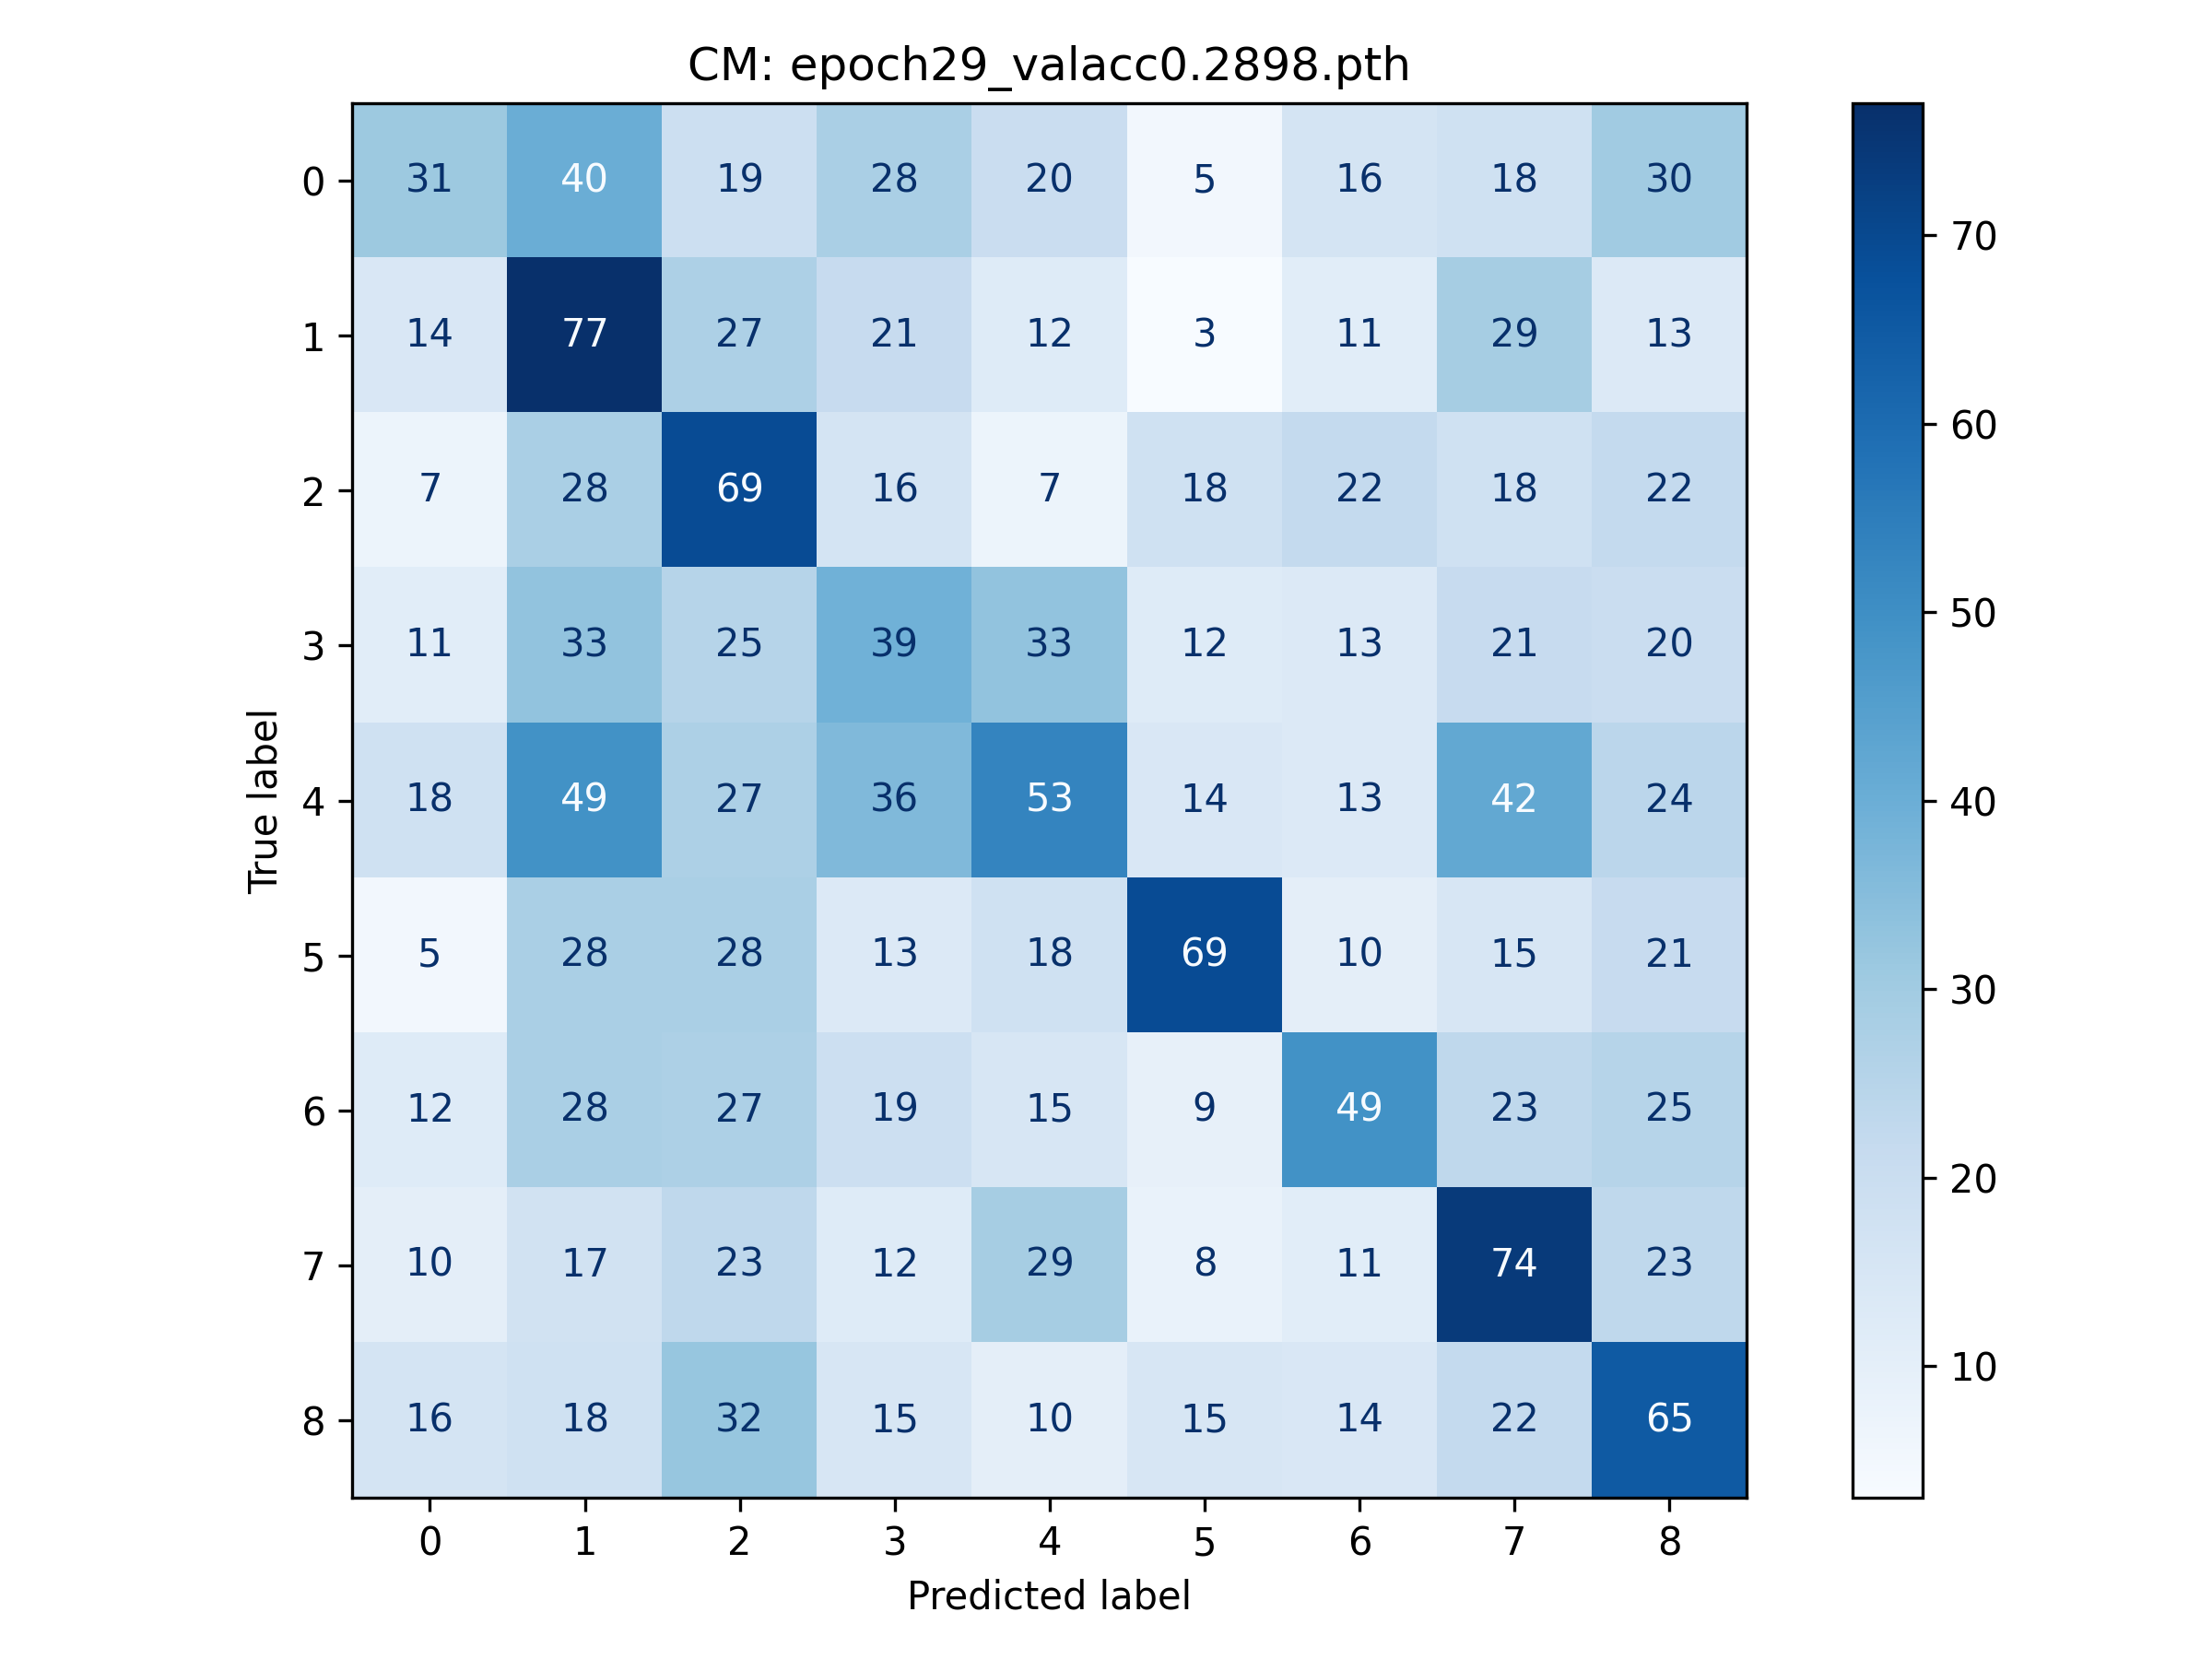 CM: epoch29_valacc0.2898.pth
0 31 40 19 28 20 5 16 18 30
1 14 77 27 21 12 3 11 29 13
2 7 28 69 16 7 18 22 18 22
3 11 33 25 39 33 12 13 21 20
4 18 49 27 36 53 14 13 42 24
5 5 28 28 13 18 69 10 15 21
6 12 28 27 19 15 9 49 23 25
7 10 17 23 12 29 8 11 74 23
8 16 18 32 15 10 15 14 22 65
0 1 2 3 4 5 6 7 8
Predicted label
True label
70
60
50
40
30
20
10